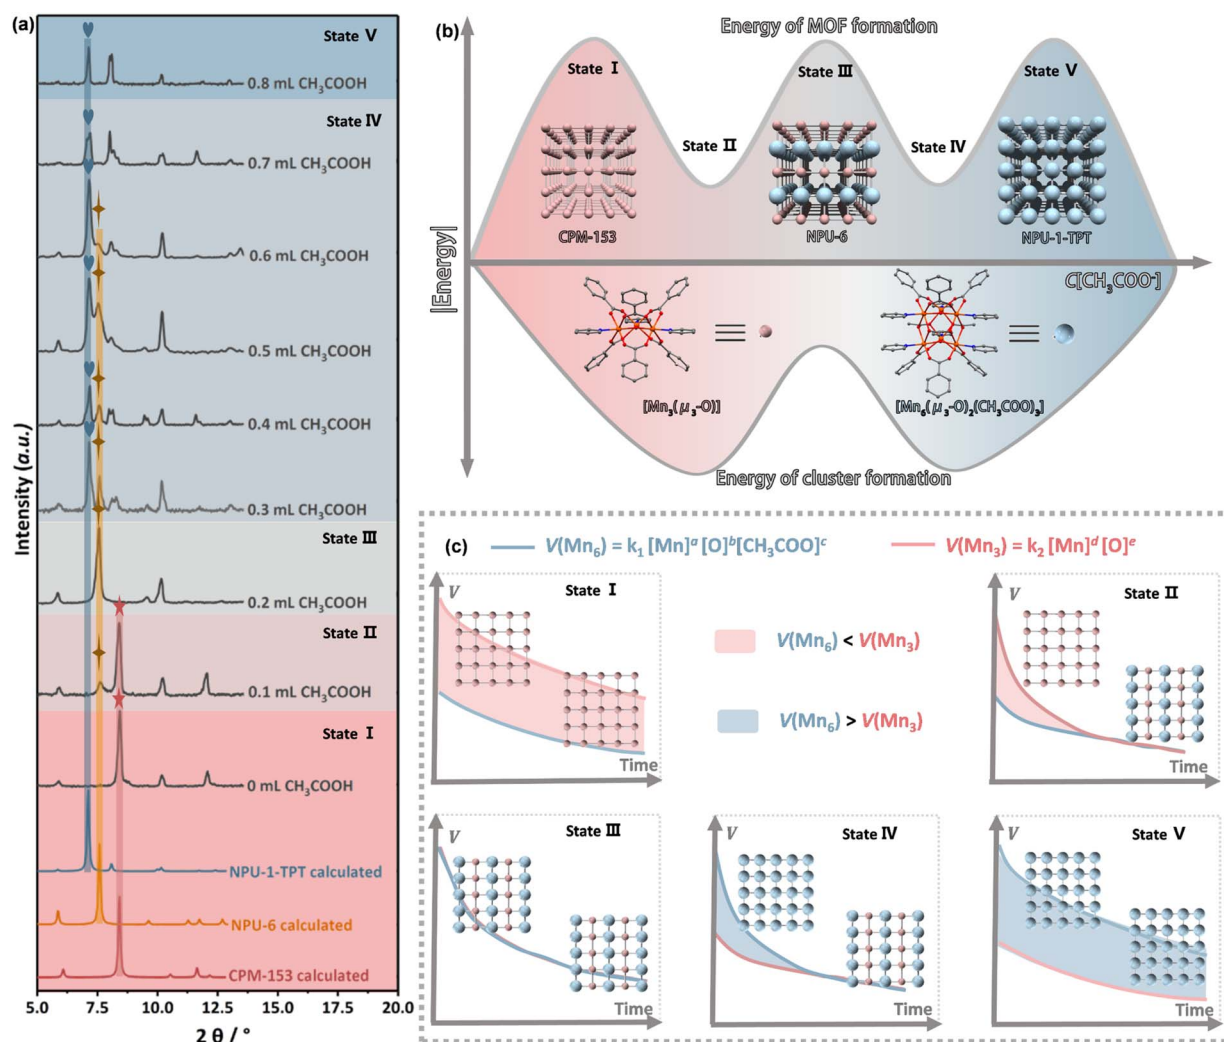 (a)
State Ⅴ
0.8 mL CH₃COOH
State Ⅳ
0.7 mL CH₃COOH
0.6 mL CH₃COOH
0.5 mL CH₃COOH
0.4 mL CH₃COOH
0.3 mL CH₃COOH
State Ⅲ
0.2 mL CH₃COOH
State Ⅱ
0.1 mL CH₃COOH
State Ⅰ
0 mL CH₃COOH
NPU-1-TPT calculated
NPU-6 calculated
CPM-153 calculated
Intensity (a.u.)
5.0 7.5 10.0 12.5 15.0 17.5 20.0
2 θ / °
(b)
Energy of MOF formation
State Ⅰ
State Ⅱ
State Ⅲ
State Ⅳ
State Ⅴ
CPM-153
NPU-6
NPU-1-TPT
|Energy|
C[CH₃COO⁻]
[Mn₃(μ₃-O)]
[Mn₆(μ₃-O)₂(CH₃COO)₃]
Energy of cluster formation
(c)
V(Mn₆) = k₁ [Mn]ᵃ [O]ᵇ[CH₃COO]ᶜ
V(Mn₃) = k₂ [Mn]ᵈ [O]ᵉ
V
State Ⅰ
Time
V(Mn₆) < V(Mn₃)
V(Mn₆) > V(Mn₃)
V
State Ⅱ
Time
V
State Ⅲ
Time
V
State Ⅳ
Time
V
State Ⅴ
Time